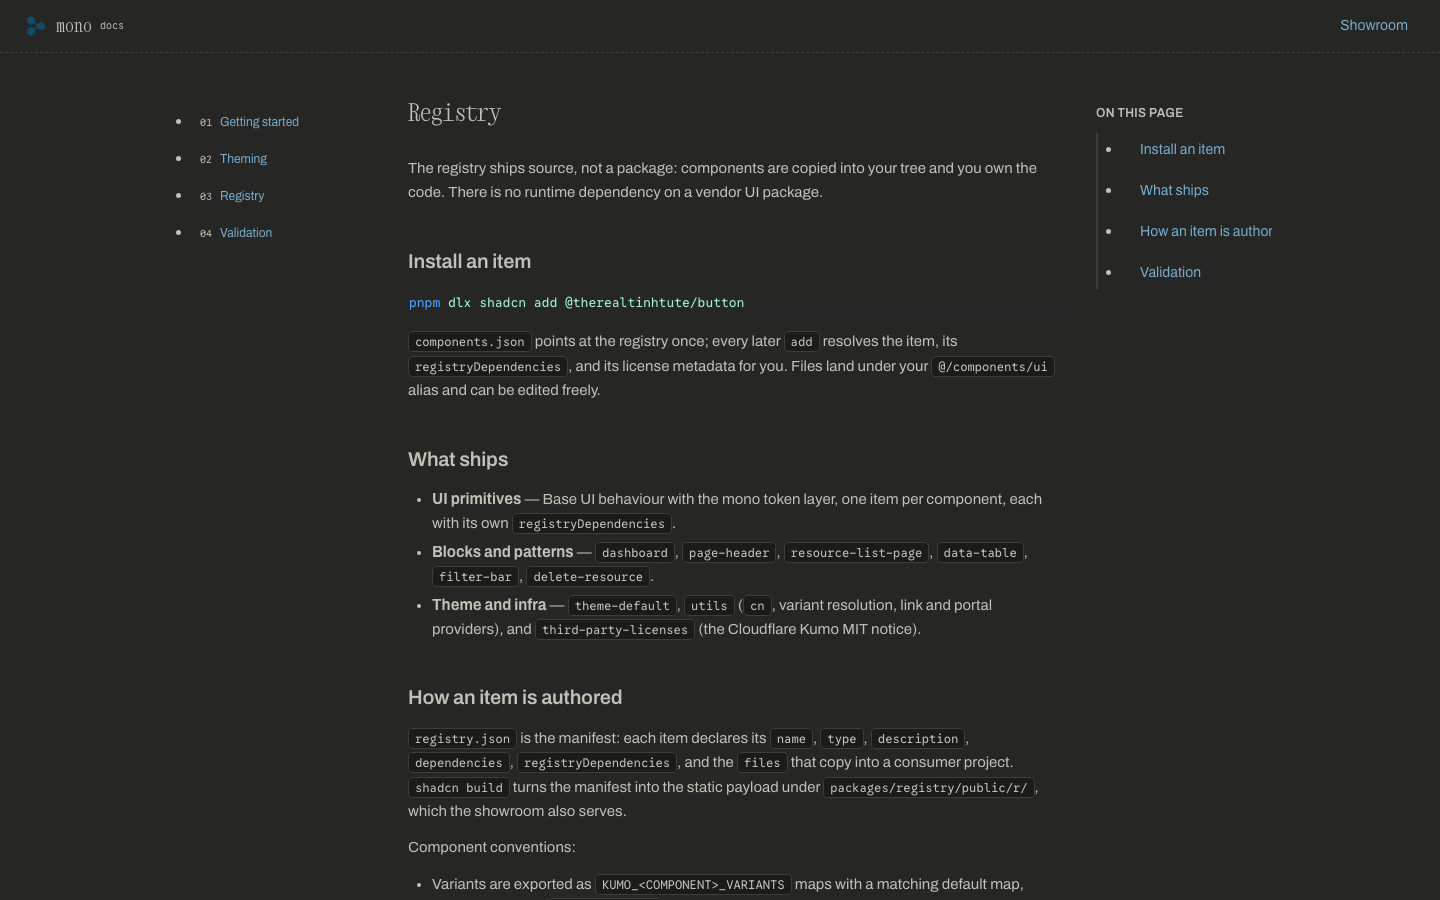 mono docs
Showroom
01 Getting started
02 Theming
03 Registry
04 Validation
Registry
The registry ships source, not a package: components are copied into your tree and you own the
code. There is no runtime dependency on a vendor UI package.
Install an item
pnpm dlx shadcn add @therealtinhtute/button
components.json points at the registry once; every later add resolves the item, its
registryDependencies, and its license metadata for you. Files land under your @/components/ui
alias and can be edited freely.
What ships
UI primitives — Base UI behaviour with the mono token layer, one item per component, each
with its own registryDependencies.
Blocks and patterns — dashboard, page-header, resource-list-page, data-table,
filter-bar, delete-resource.
Theme and infra — theme-default, utils (cn, variant resolution, link and portal
providers), and third-party-licenses (the Cloudflare Kumo MIT notice).
How an item is authored
registry.json is the manifest: each item declares its name, type, description,
dependencies, registryDependencies, and the files that copy into a consumer project.
shadcn build turns the manifest into the static payload under packages/registry/public/r/,
which the showroom also serves.
Component conventions:
Variants are exported as KUMO_<COMPONENT>_VARIANTS maps with a matching default map,
ON THIS PAGE
Install an item
What ships
How an item is author
Validation